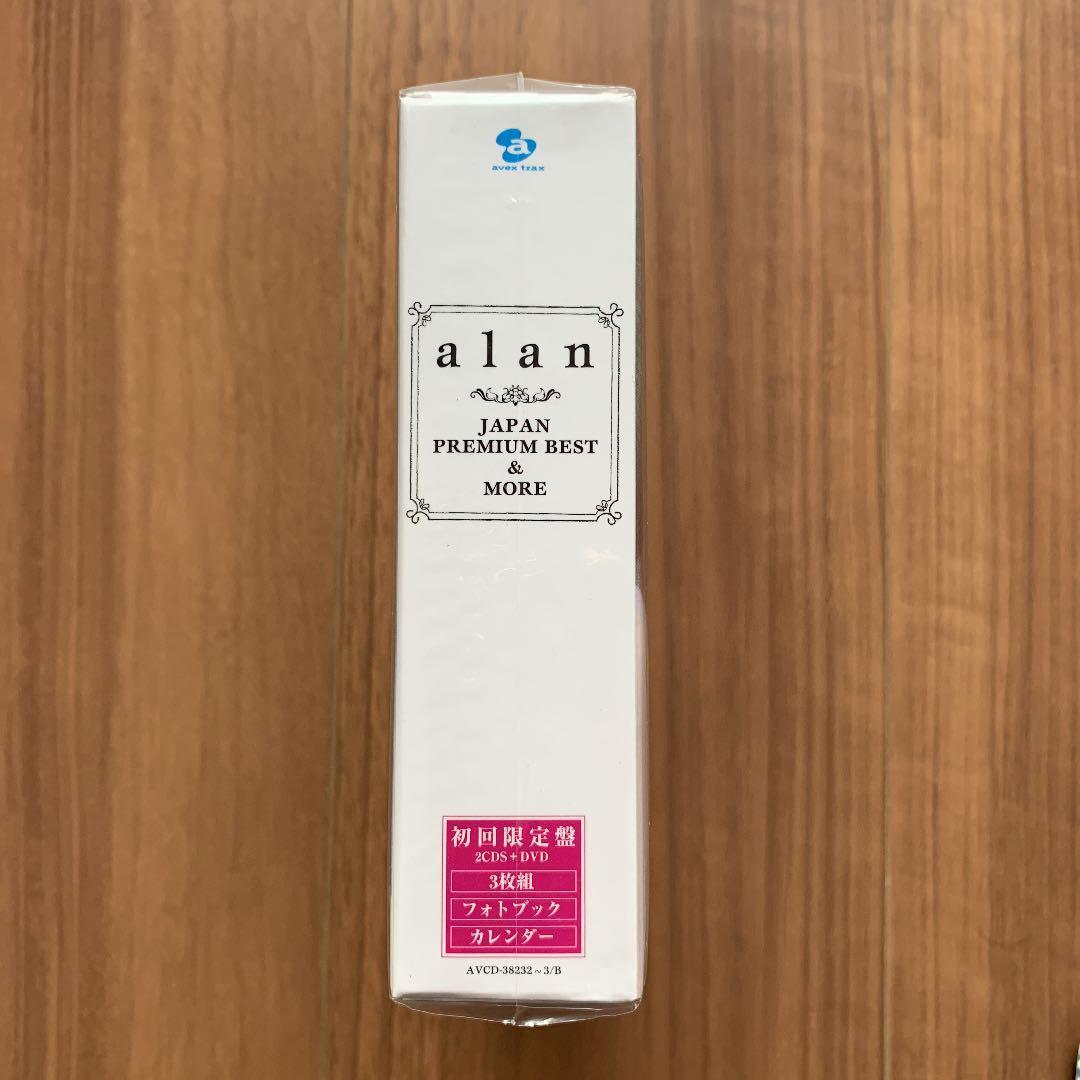 a
avex trax
alan
JAPAN
PREMIUM BEST
&
MORE
初回限定盤
2CDS+DVD
3枚組
フォトブック
カレンダー
AVCD-38232~3/B